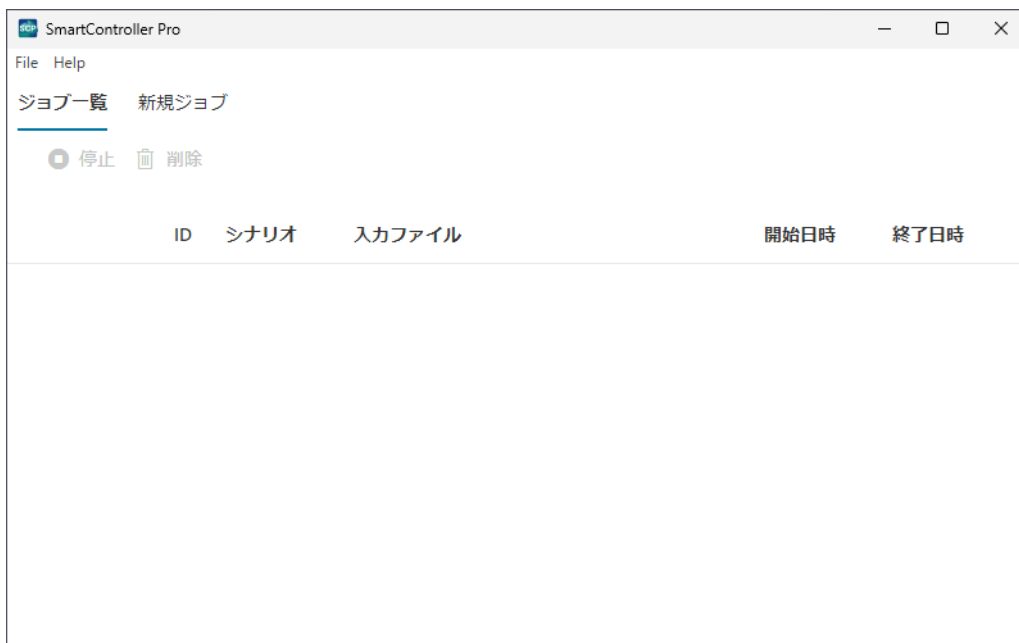 SCP SmartController Pro
File Help
ジョブ一覧 新規ジョブ
停止 削除
ID シナリオ 入力ファイル 開始日時 終了日時